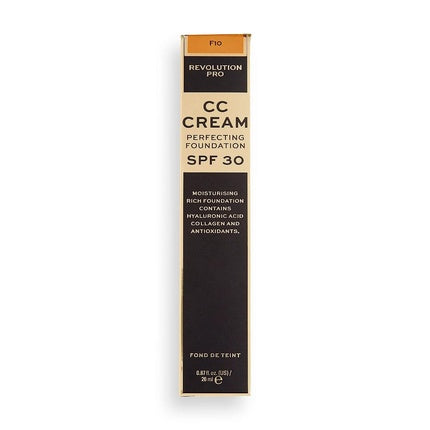 F10
REVOLUTION
PRO
CC
CREAM
PERFECTING
FOUNDATION
SPF 30
MOISTURISING
RICH FOUNDATION
CONTAINS
HYALURONIC ACID
COLLAGEN AND
ANTIOXIDANTS.
FOND DE TEINT
0.87 fl. oz. (US) /
26 ml ℮